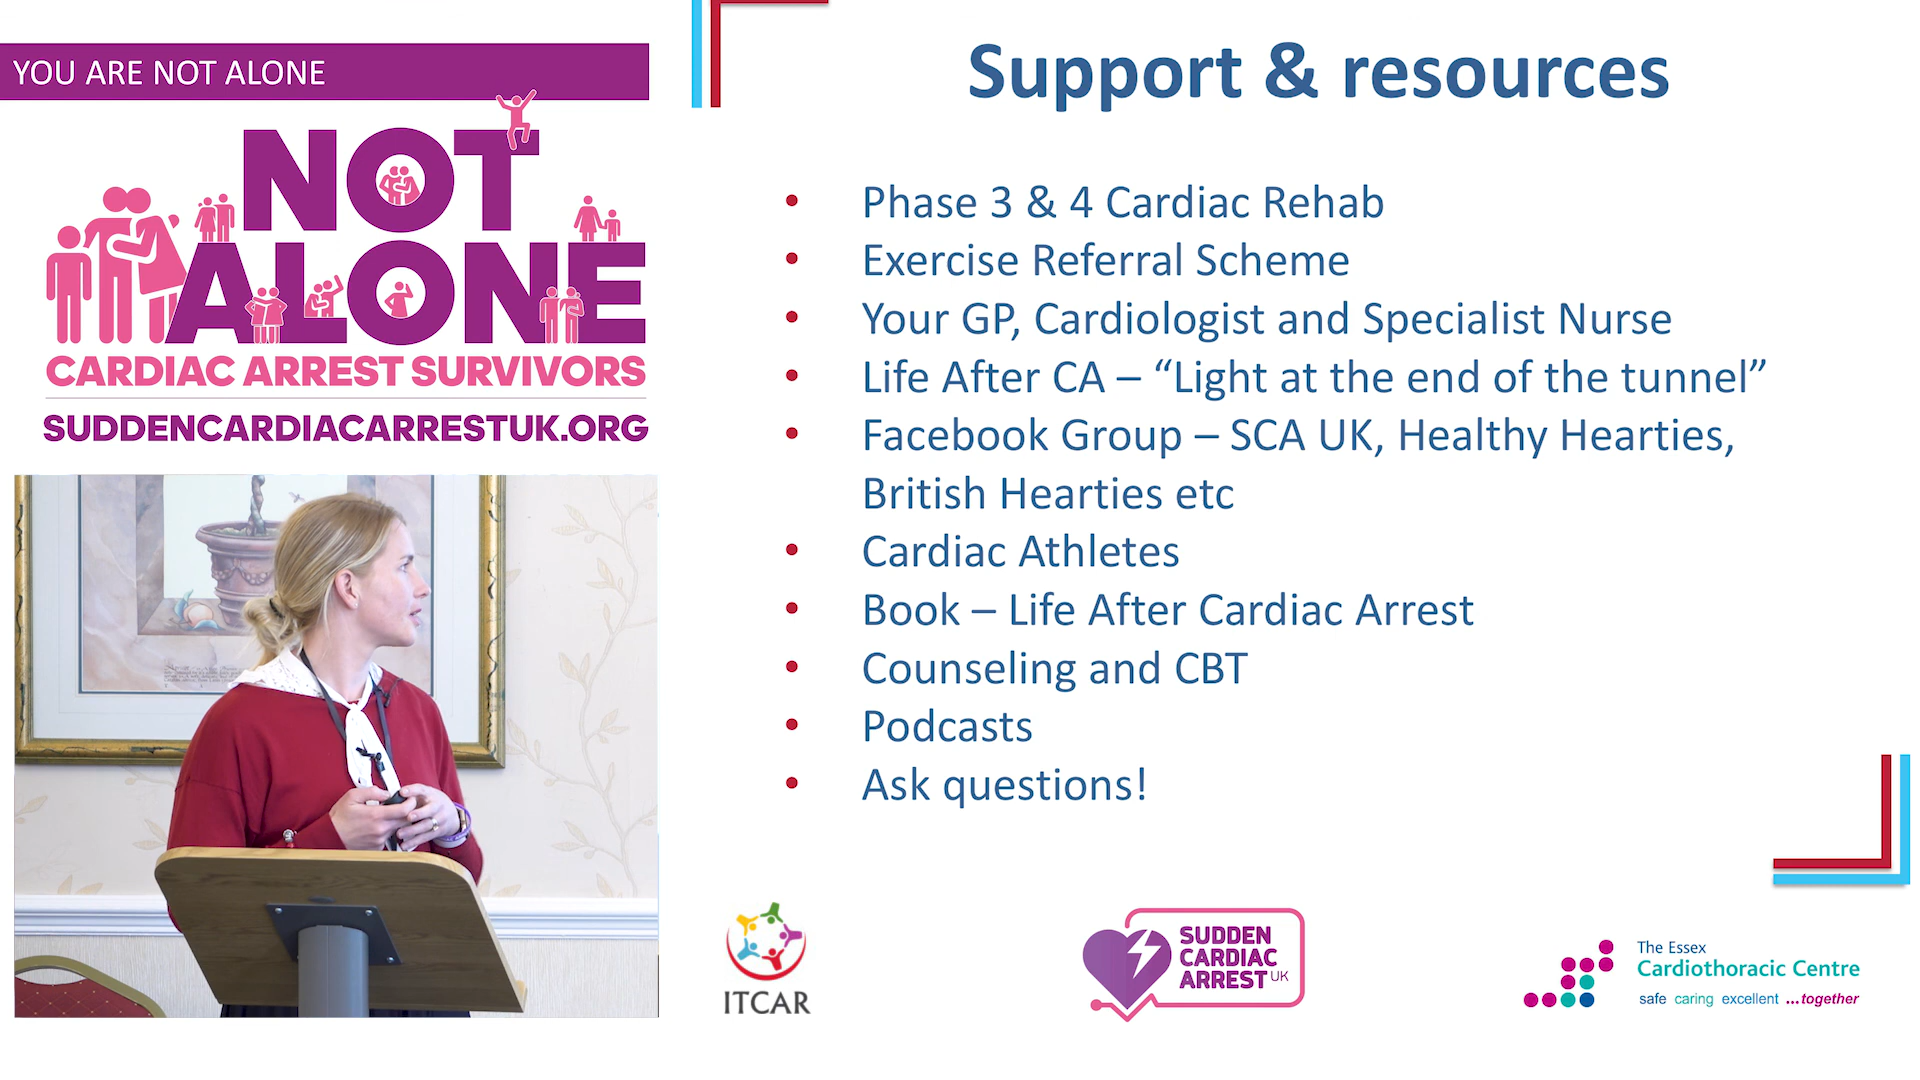 YOU ARE NOT ALONE
NOT
ALONE
CARDIAC ARREST SURVIVORS
SUDDENCARDIACARRESTUK.ORG
Support & resources
• Phase 3 & 4 Cardiac Rehab
• Exercise Referral Scheme
• Your GP, Cardiologist and Specialist Nurse
• Life After CA – “Light at the end of the tunnel”
• Facebook Group – SCA UK, Healthy Hearties,
British Hearties etc
• Cardiac Athletes
• Book – Life After Cardiac Arrest
• Counseling and CBT
• Podcasts
• Ask questions!
ITCAR
SUDDEN
CARDIAC
ARREST UK
The Essex
Cardiothoracic Centre
safe caring excellent ...together